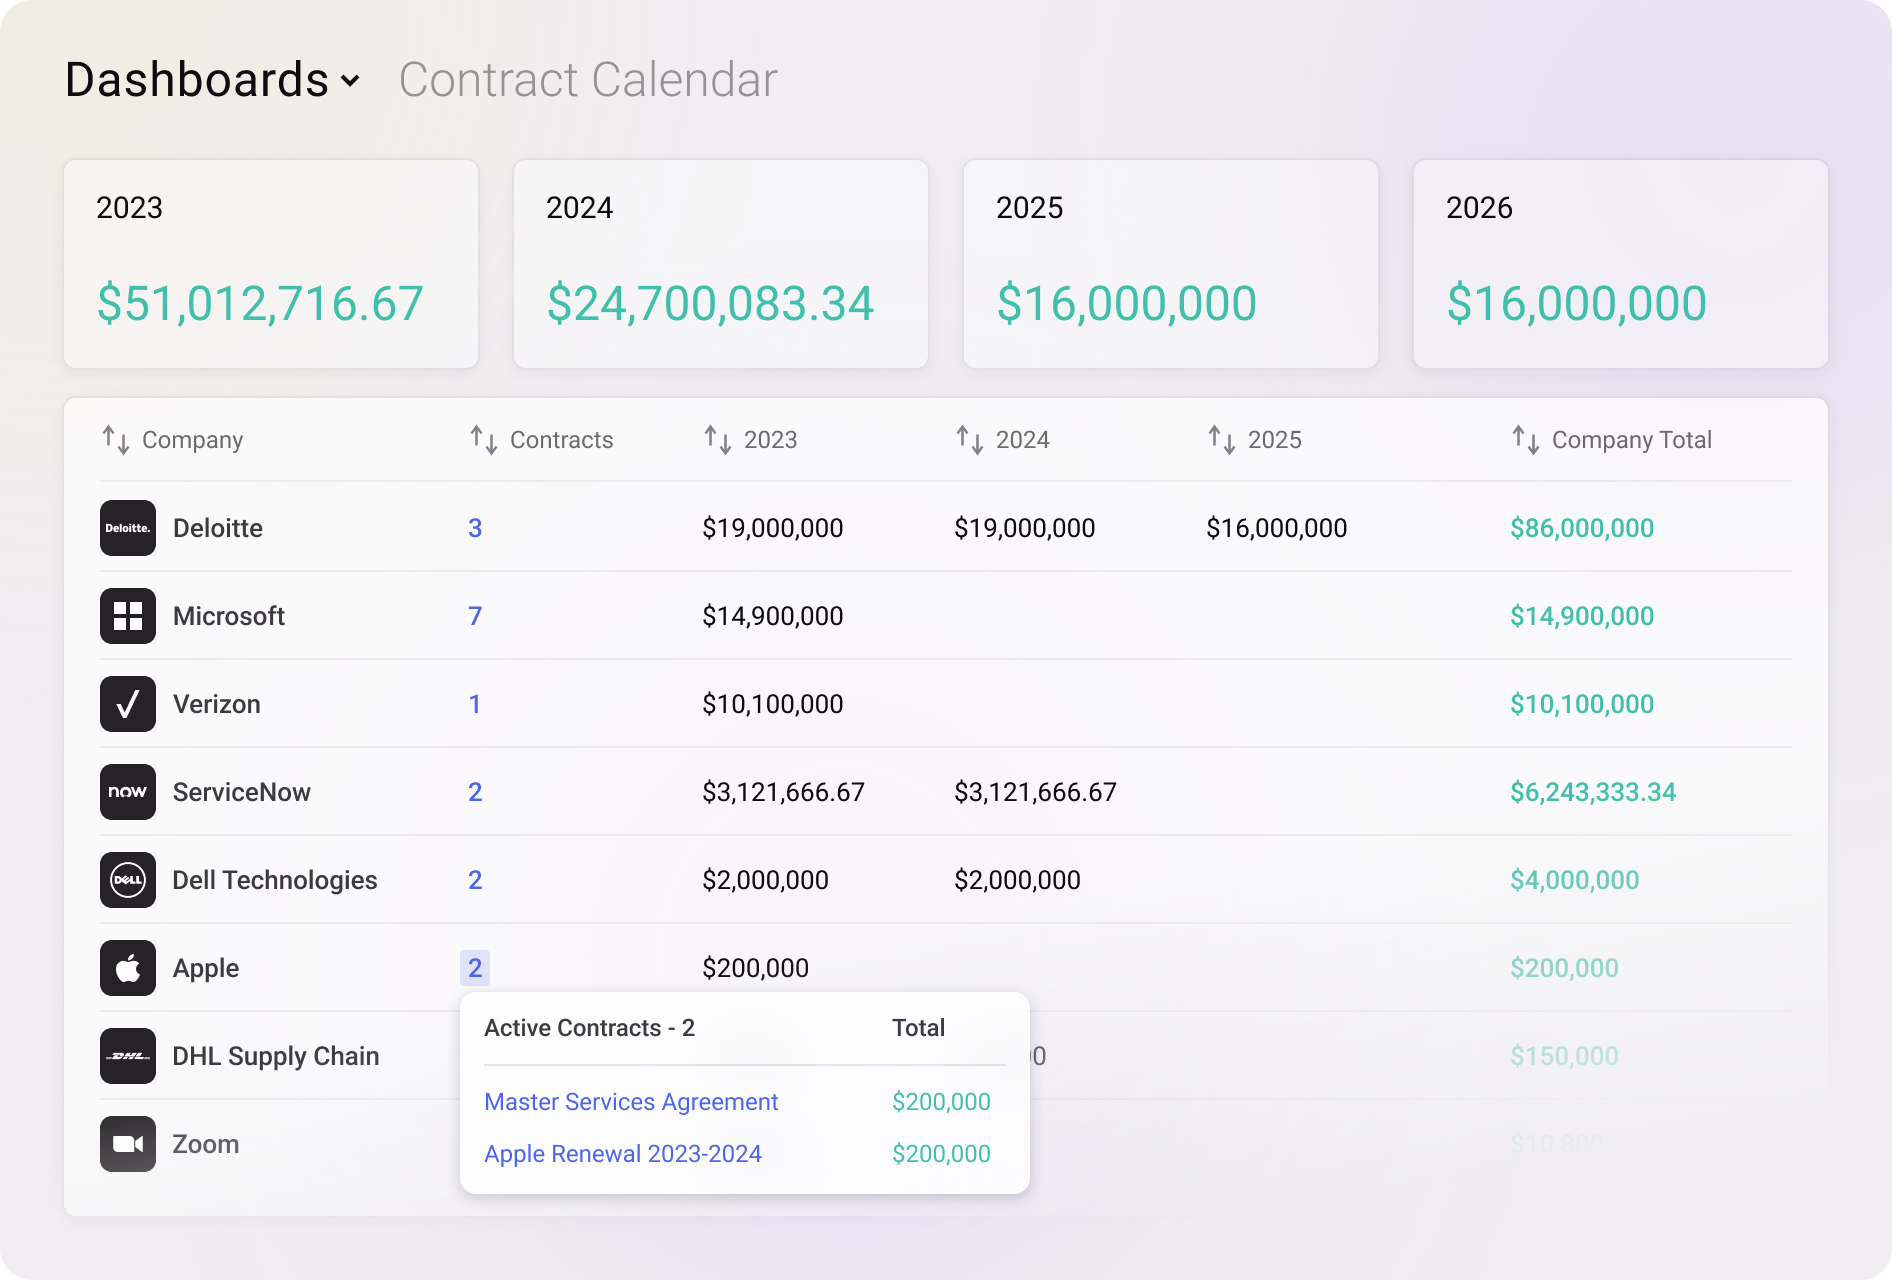 Dashboards Contract Calendar
2023 2024 2025 2026
$51,012,716.67 $24,700,083.34 $16,000,000 $16,000,000
Company Contracts 2023 2024 2025 Company Total
Deloitte. Deloitte 3 $19,000,000 $19,000,000 $16,000,000 $86,000,000
Microsoft 7 $14,900,000 $14,900,000
Verizon 1 $10,100,000 $10,100,000
now ServiceNow 2 $3,121,666.67 $3,121,666.67 $6,243,333.34
DELL Dell Technologies 2 $2,000,000 $2,000,000 $4,000,000
Apple 2 $200,000 $200,000
Active Contracts - 2 Total
DHL DHL Supply Chain 0 $150,000
Master Services Agreement $200,000
Zoom $10,800
Apple Renewal 2023-2024 $200,000